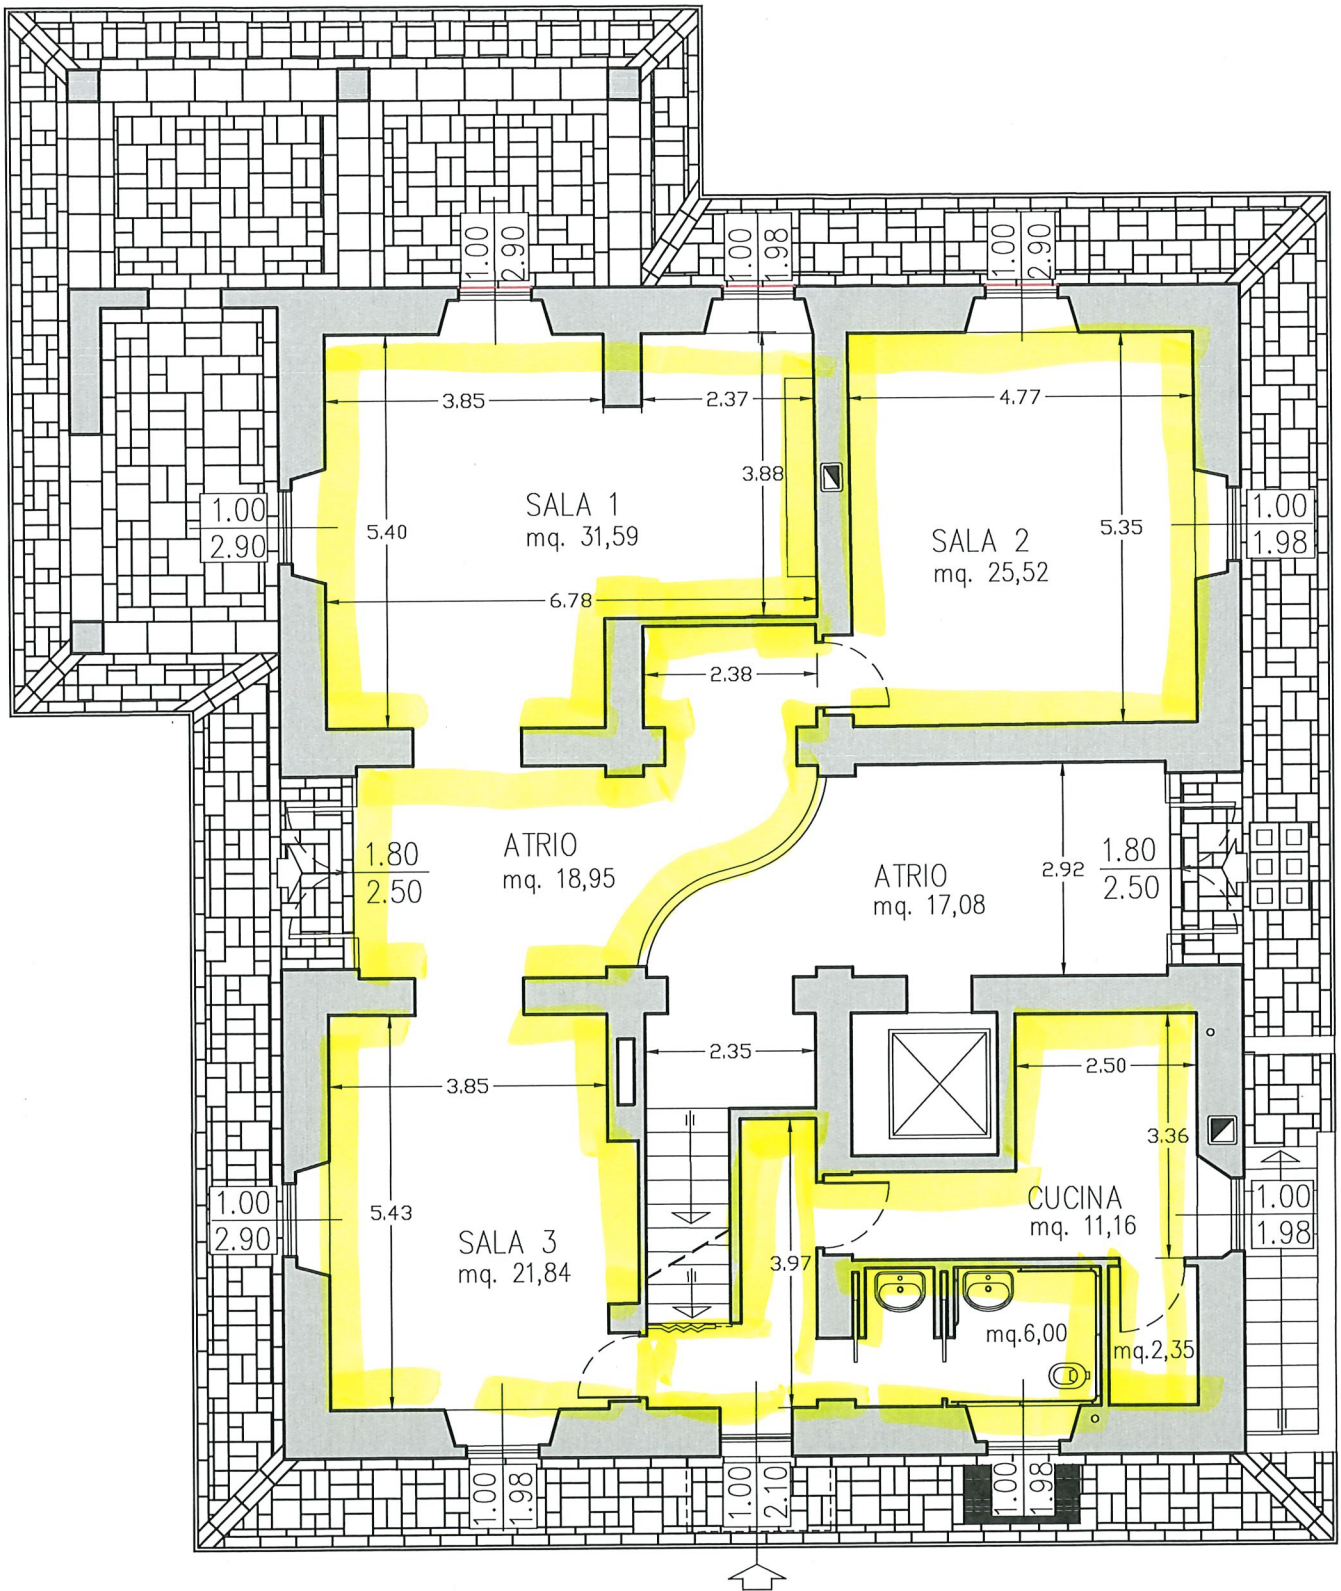 1.00
2.90
1.00
1.98
1.00
2.90
3.85
2.37
4.77
3.88
SALA 1
mq. 31,59
1.00
2.90
5.40
SALA 2
mq. 25,52
5.35
1.00
1.98
6.78
2.38
ATRIO
mq. 18,95
1.80
2.50
ATRIO
mq. 17,08
2.92
1.80
2.50
2.35
3.85
2.50
3.36
1.00
2.90
5.43
SALA 3
mq. 21,84
CUCINA
mq. 11,16
1.00
1.98
3.97
mq.6,00
mq.2,35
1.00
1.98
1.00
2.10
1.00
1.98